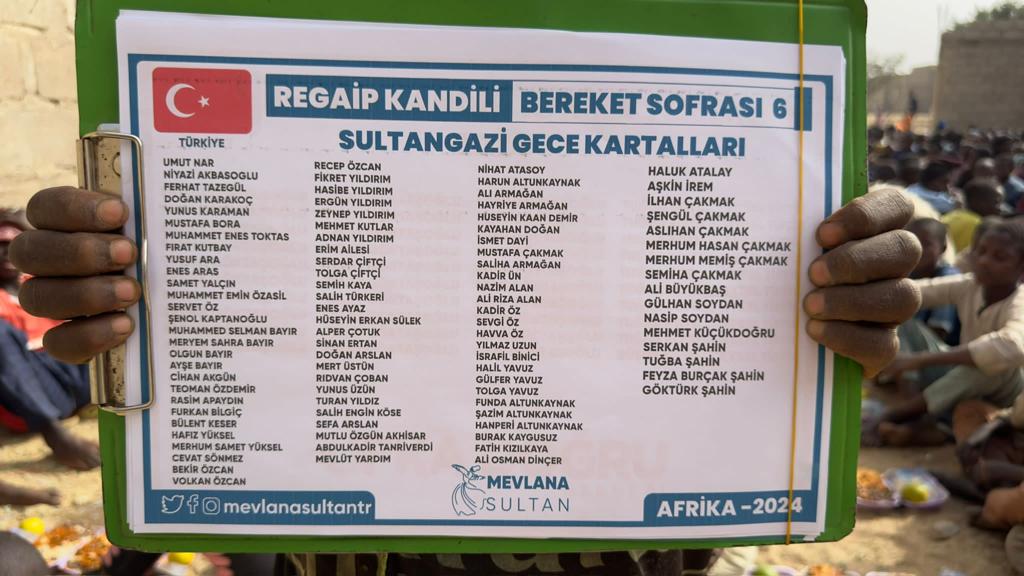 TÜRKİYE
REGAİP KANDİLİ BEREKET SOFRASI 6
SULTANGAZİ GECE KARTALLARI
UMUT NAR
NİYAZİ AKBASOGLU
FERHAT TAZEGÜL
DOĞAN KARAKOÇ
YUNUS KARAMAN
MUSTAFA BORA
MUHAMMET ENES TOKTAS
FIRAT KUTBAY
YUSUF ARA
ENES ARAS
SAMET YALÇIN
MUHAMMET EMİN ÖZASİL
SERVET ÖZ
ŞENOL KAPTANOĞLU
MUHAMMED SELMAN BAYIR
MERYEM SAHRA BAYIR
OLGUN BAYIR
AYŞE BAYIR
CİHAN AKGÜN
TEOMAN ÖZDEMİR
RASİM APAYDIN
FURKAN BİLGİÇ
BÜLENT KESER
HAFIZ YÜKSEL
MERHUM SAMET YÜKSEL
CEVAT SÖNMEZ
BEKİR ÖZCAN
VOLKAN ÖZCAN
RECEP ÖZCAN
FİKRET YILDIRIM
HASİBE YILDIRIM
ERGÜN YILDIRIM
ZEYNEP YILDIRIM
MEHMET KUTLAR
ADNAN YILDIRIM
ERİM AİLESİ
SERDAR ÇİFTÇİ
TOLGA ÇİFTÇİ
SEMİH KAYA
SALİH TÜRKERİ
ENES AYAZ
HÜSEYİN ERKAN SÜLEK
ALPER ÇOTUK
SİNAN ERTAN
DOĞAN ARSLAN
MERT ÜSTÜN
RIDVAN ÇOBAN
YUNUS ÜZÜN
TURAN YILDIZ
SALİH ENGİN KÖSE
SEFA ARSLAN
MUTLU ÖZGÜN AKHİSAR
ABDULKADİR TANRİVERDİ
MEVLÜT YARDIM
NİHAT ATASOY
HARUN ALTUNKAYNAK
ALİ ARMAĞAN
HAYRİYE ARMAĞAN
HÜSEYİN KAAN DEMİR
KAYAHAN DOĞAN
İSMET DAYİ
MUSTAFA ÇAKMAK
SALİHA ARMAĞAN
KADİR ÜN
NAZIM ALAN
ALİ RIZA ALAN
KADİR ÖZ
SEVGİ ÖZ
HAVVA ÖZ
YILMAZ UZUN
İSRAFİL BİNİCİ
HALİL YAVUZ
GÜLFER YAVUZ
TOLGA YAVUZ
FUNDA ALTUNKAYNAK
ŞAZİM ALTUNKAYNAK
HANPERİ ALTUNKAYNAK
BURAK KAYGUSUZ
FATİH KIZILKAYA
ALİ OSMAN DİNÇER
HALUK ATALAY
AŞKİN İREM
İLHAN ÇAKMAK
ŞENGÜL ÇAKMAK
ASLIHAN ÇAKMAK
MERHUM HASAN ÇAKMAK
MERHUM MEMİŞ ÇAKMAK
SEMİHA ÇAKMAK
ALİ BÜYÜKBAŞ
GÜLHAN SOYDAN
NASİP SOYDAN
MEHMET KÜÇÜKDOĞRU
SERKAN ŞAHİN
TUĞBA ŞAHİN
FEYZA BURÇAK ŞAHİN
GÖKTÜRK ŞAHİN
mevlanasultantr
MEVLANA
SULTAN
AFRİKA -2024